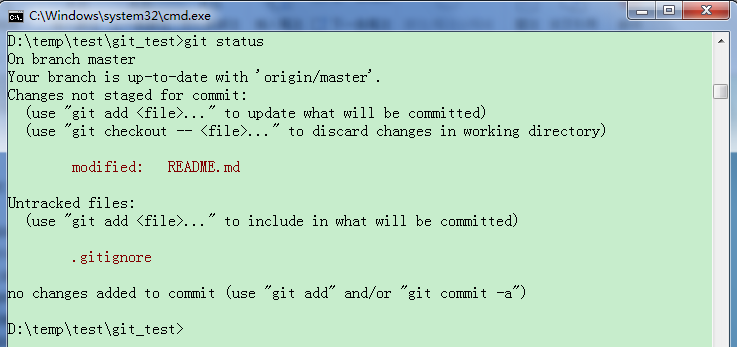 C:\Windows\system32\cmd.exe
D:\temp\test\git_test>git status
On branch master
Your branch is up-to-date with 'origin/master'.
Changes not staged for commit:
  (use "git add <file>..." to update what will be committed)
  (use "git checkout -- <file>..." to discard changes in working directory)
        modified:   README.md
Untracked files:
  (use "git add <file>..." to include in what will be committed)
        .gitignore
no changes added to commit (use "git add" and/or "git commit -a")
D:\temp\test\git_test>